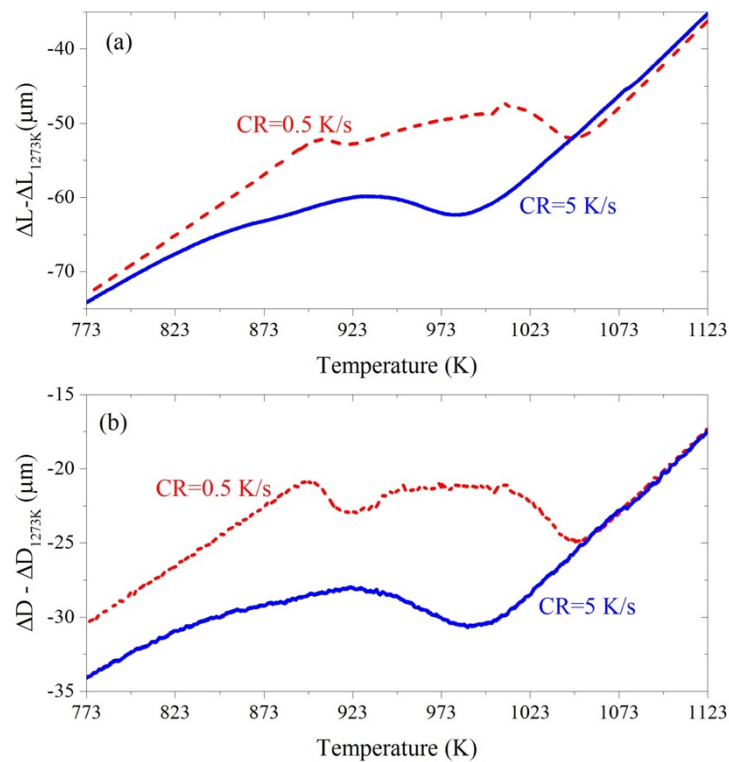 (a)
-40
-50
-60
-70
ΔL-ΔL1273K(μm)
CR=0.5 K/s
CR=5 K/s
773 823 873 923 973 1023 1073 1123
Temperature (K)
(b)
-15
-20
-25
-30
-35
ΔD - ΔD1273K (μm)
CR=0.5 K/s
CR=5 K/s
773 823 873 923 973 1023 1073 1123
Temperature (K)